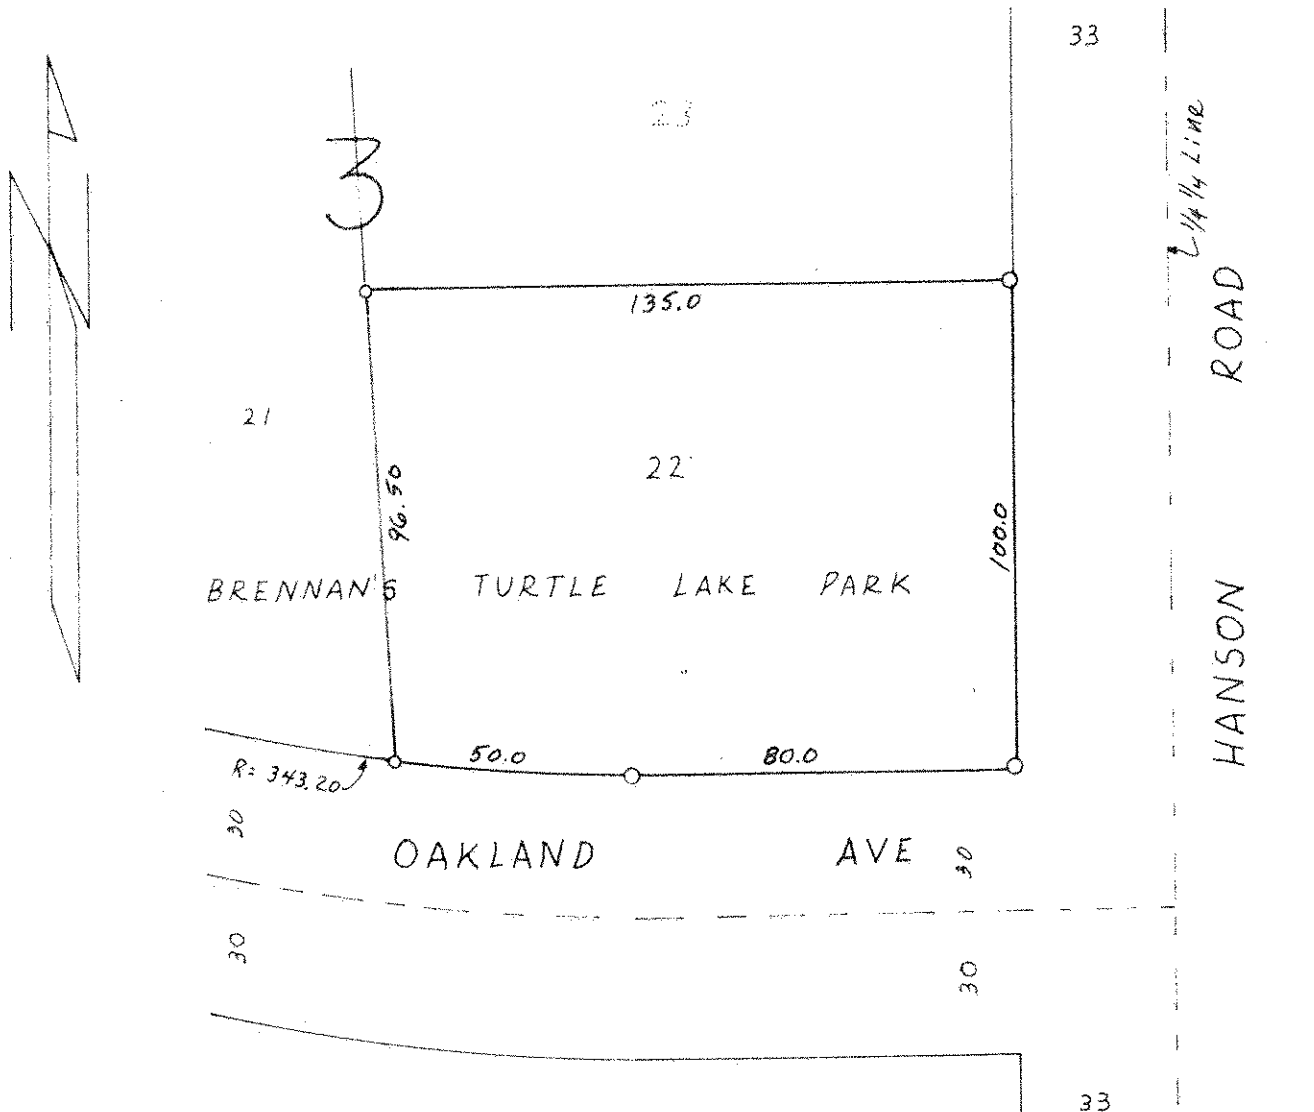 33
23
3
1/4 1/4 Line
N
135.0
ROAD
21
22
96.50
100.0
BRENNAN'S TURTLE LAKE PARK
HANSON
50.0
80.0
R= 343.20
30
OAKLAND AVE
30
30
30
33